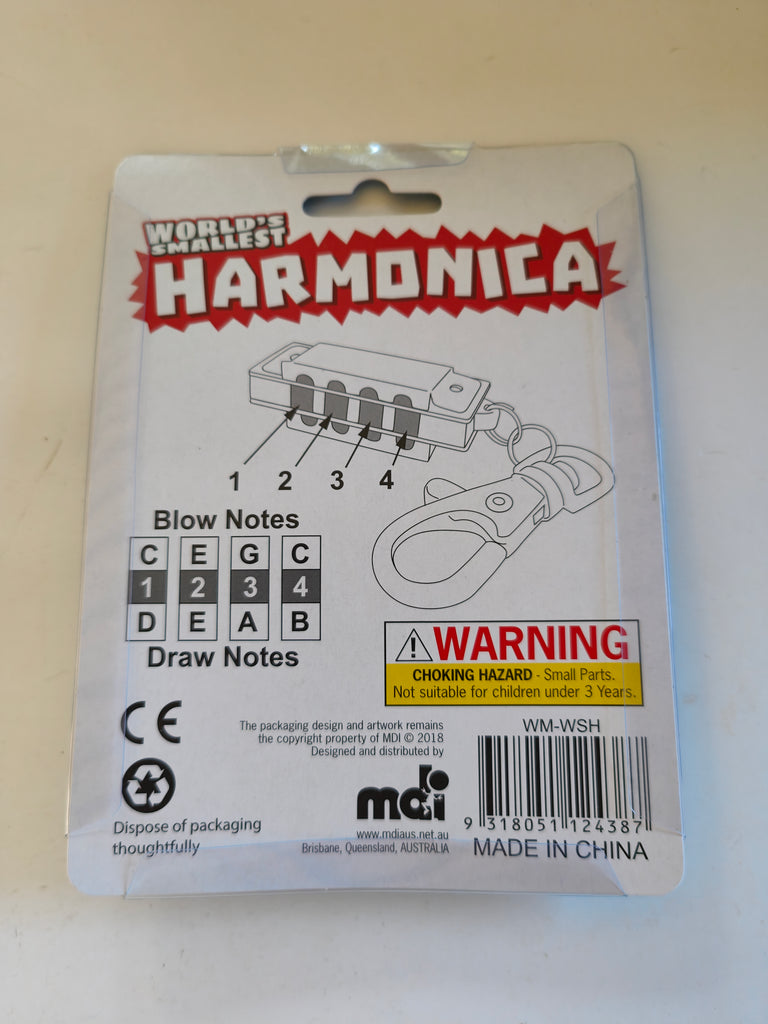 WORLD'S
SMALLEST
HARMONICA
1 2 3 4
Blow Notes
C E G C
1 2 3 4
D E A B
Draw Notes
WARNING
CHOKING HAZARD - Small Parts.
Not suitable for children under 3 Years.
CE
The packaging design and artwork remains
the copyright property of MDI © 2018
Designed and distributed by
mdi
www.mdiaus.net.au
Brisbane, Queensland, AUSTRALIA
Dispose of packaging
thoughtfully
WM-WSH
9 318051 124387
MADE IN CHINA